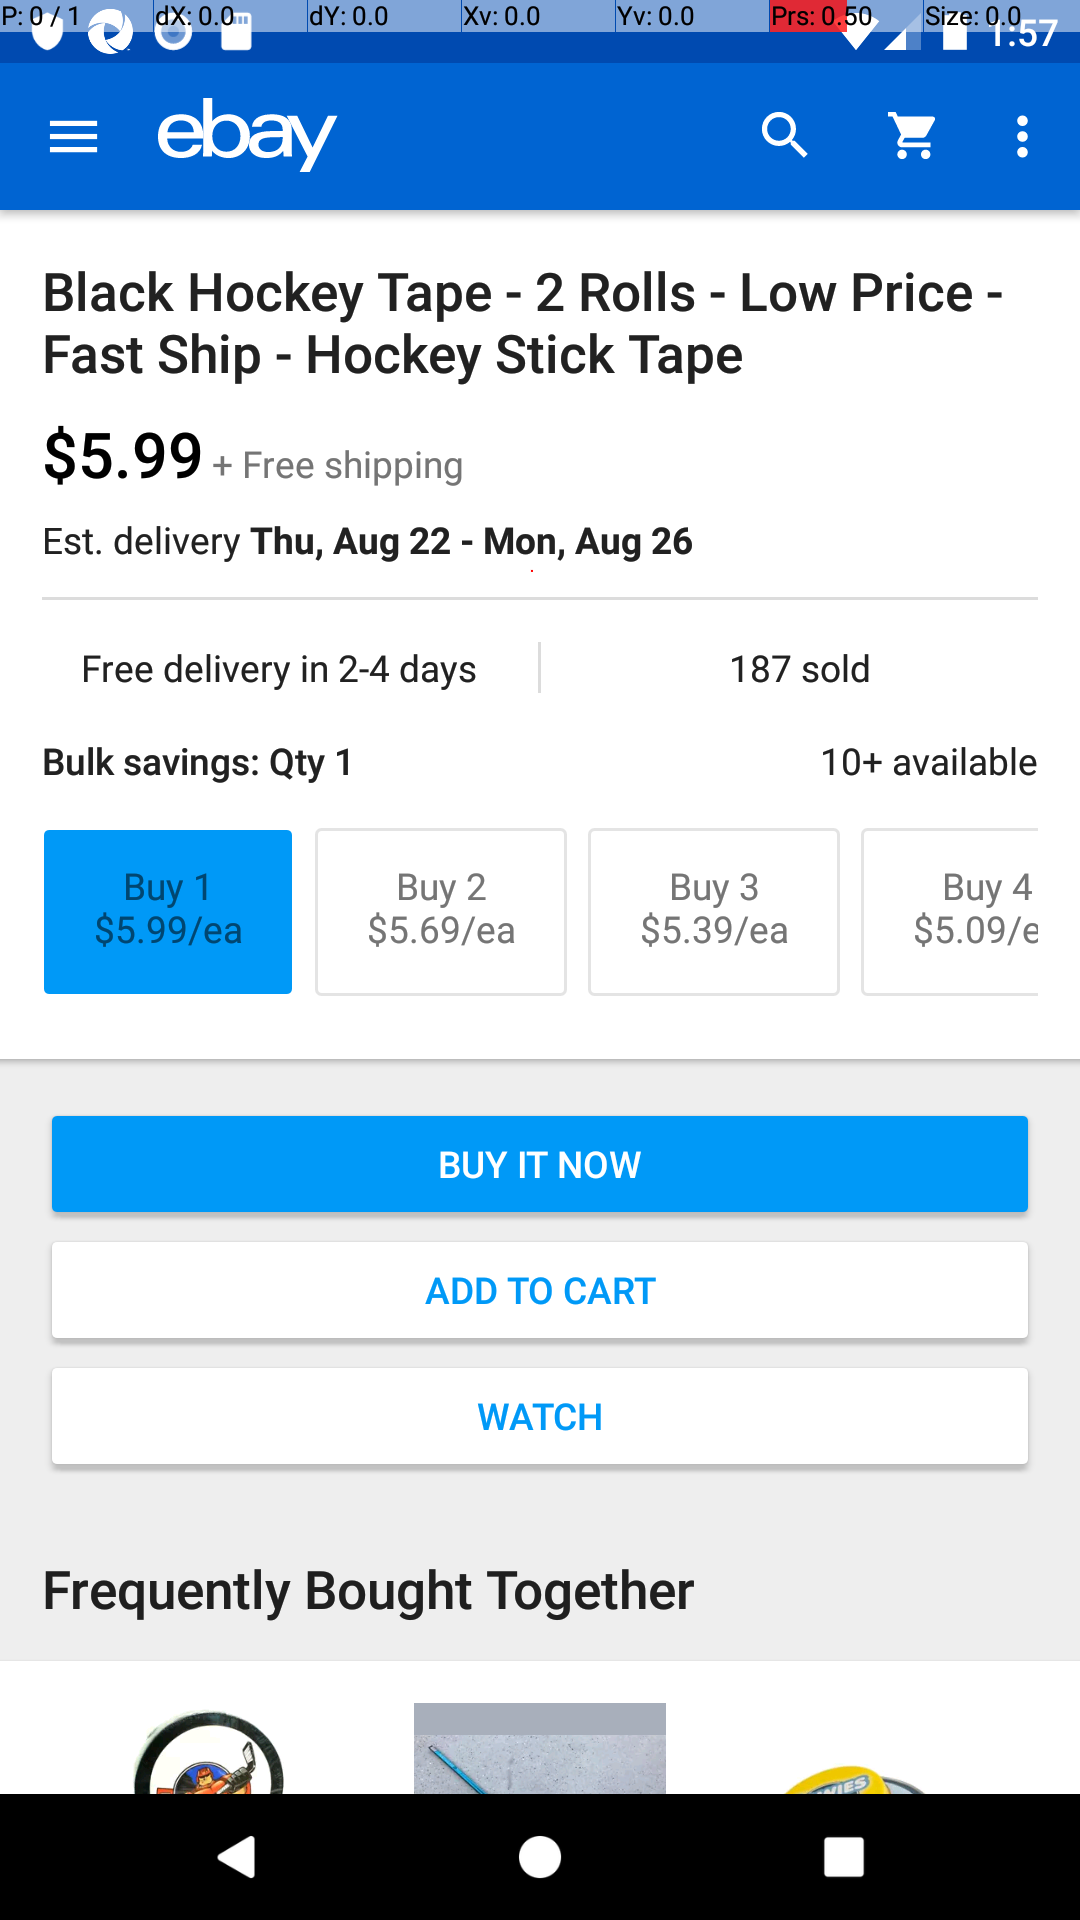 P: 0 / 1 dX: 0.0 dY: 0.0 Xv: 0.0 Yv: 0.0 Prs: 0.50 Size: 0.0
1:57
ebay
Black Hockey Tape - 2 Rolls - Low Price -
Fast Ship - Hockey Stick Tape
$5.99 + Free shipping
Est. delivery Thu, Aug 22 - Mon, Aug 26
Free delivery in 2-4 days 187 sold
Bulk savings: Qty 1 10+ available
Buy 1 Buy 2 Buy 3 Buy 4
$5.99/ea $5.69/ea $5.39/ea $5.09/e
BUY IT NOW
ADD TO CART
WATCH
Frequently Bought Together